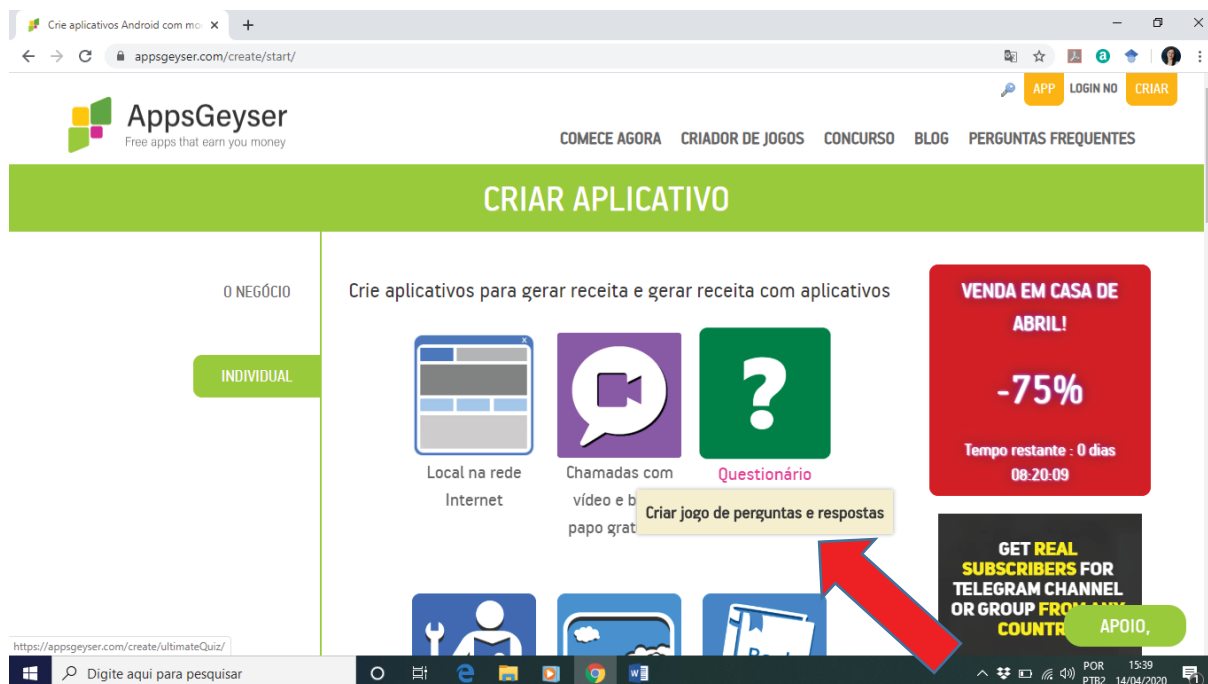 Crie aplicativos Android com mo
appsgeyser.com/create/start/
APP LOGIN NO CRIAR
AppsGeyser
Free apps that earn you money
COMECE AGORA CRIADOR DE JOGOS CONCURSO BLOG PERGUNTAS FREQUENTES
CRIAR APLICATIVO
O NEGÓCIO
INDIVIDUAL
Crie aplicativos para gerar receita e gerar receita com aplicativos
Local na rede
Internet
Chamadas com
vídeo e b
papo grat
Questionário
Criar jogo de perguntas e respostas
VENDA EM CASA DE
ABRIL!
-75%
Tempo restante : 0 dias
08:20:09
GET REAL
SUBSCRIBERS FOR
TELEGRAM CHANNEL
OR GROUP FROM ANY
COUNTR
APOIO,
https://appsgeyser.com/create/ultimateQuiz/
Digite aqui para pesquisar
POR 15:39
PTB2 14/04/2020